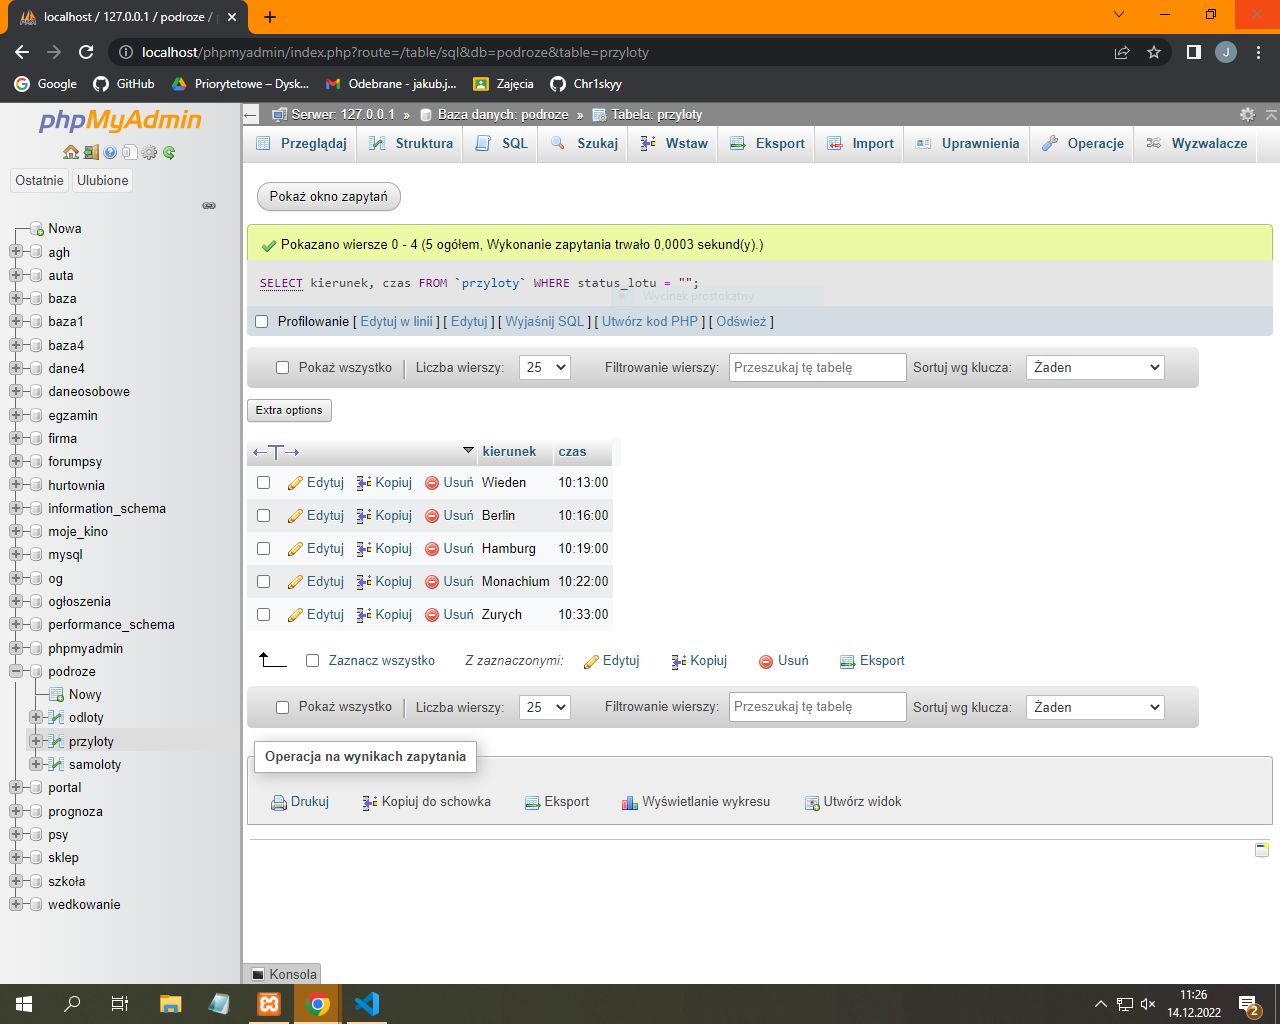 localhost / 127.0.0.1 / podroze /
localhost/phpmyadmin/index.php?route=/table/sql&db=podroze&table=przyloty
J
Google
GitHub
Priorytetowe – Dysk...
Odebrane - jakub.j...
Zajęcia
Chr1skyy
phpMyAdmin
Ostatnie
Ulubione
Nowa
agh
auta
baza
baza1
baza4
dane4
daneosobowe
egzamin
firma
forumpsy
hurtownia
information_schema
moje_kino
mysql
og
ogłoszenia
performance_schema
phpmyadmin
podroze
Nowy
odloty
przyloty
samoloty
portal
prognoza
psy
sklep
szkoła
wedkowanie
Serwer: 127.0.0.1 » Baza danych: podroze » Tabela: przyloty
Przeglądaj
Struktura
SQL
Szukaj
Wstaw
Eksport
Import
Uprawnienia
Operacje
Wyzwalacze
Pokaż okno zapytań
Pokazano wiersze 0 - 4 (5 ogółem, Wykonanie zapytania trwało 0,0003 sekund(y).)
SELECT kierunek, czas FROM `przyloty` WHERE status_lotu = "";
Wycinek prostokątny
Profilowanie [ Edytuj w linii ] [ Edytuj ] [ Wyjaśnij SQL ] [ Utwórz kod PHP ] [ Odśwież ]
Pokaż wszystko | Liczba wierszy: 25 Filtrowanie wierszy: Przeszukaj tę tabelę Sortuj wg klucza: Żaden
Extra options
←T→ kierunek czas
Edytuj Kopiuj Usuń Wieden 10:13:00
Edytuj Kopiuj Usuń Berlin 10:16:00
Edytuj Kopiuj Usuń Hamburg 10:19:00
Edytuj Kopiuj Usuń Monachium 10:22:00
Edytuj Kopiuj Usuń Zurych 10:33:00
Zaznacz wszystko Z zaznaczonymi: Edytuj Kopiuj Usuń Eksport
Pokaż wszystko | Liczba wierszy: 25 Filtrowanie wierszy: Przeszukaj tę tabelę Sortuj wg klucza: Żaden
Operacja na wynikach zapytania
Drukuj Kopiuj do schowka Eksport Wyświetlanie wykresu Utwórz widok
Konsola
11:26
14.12.2022
2